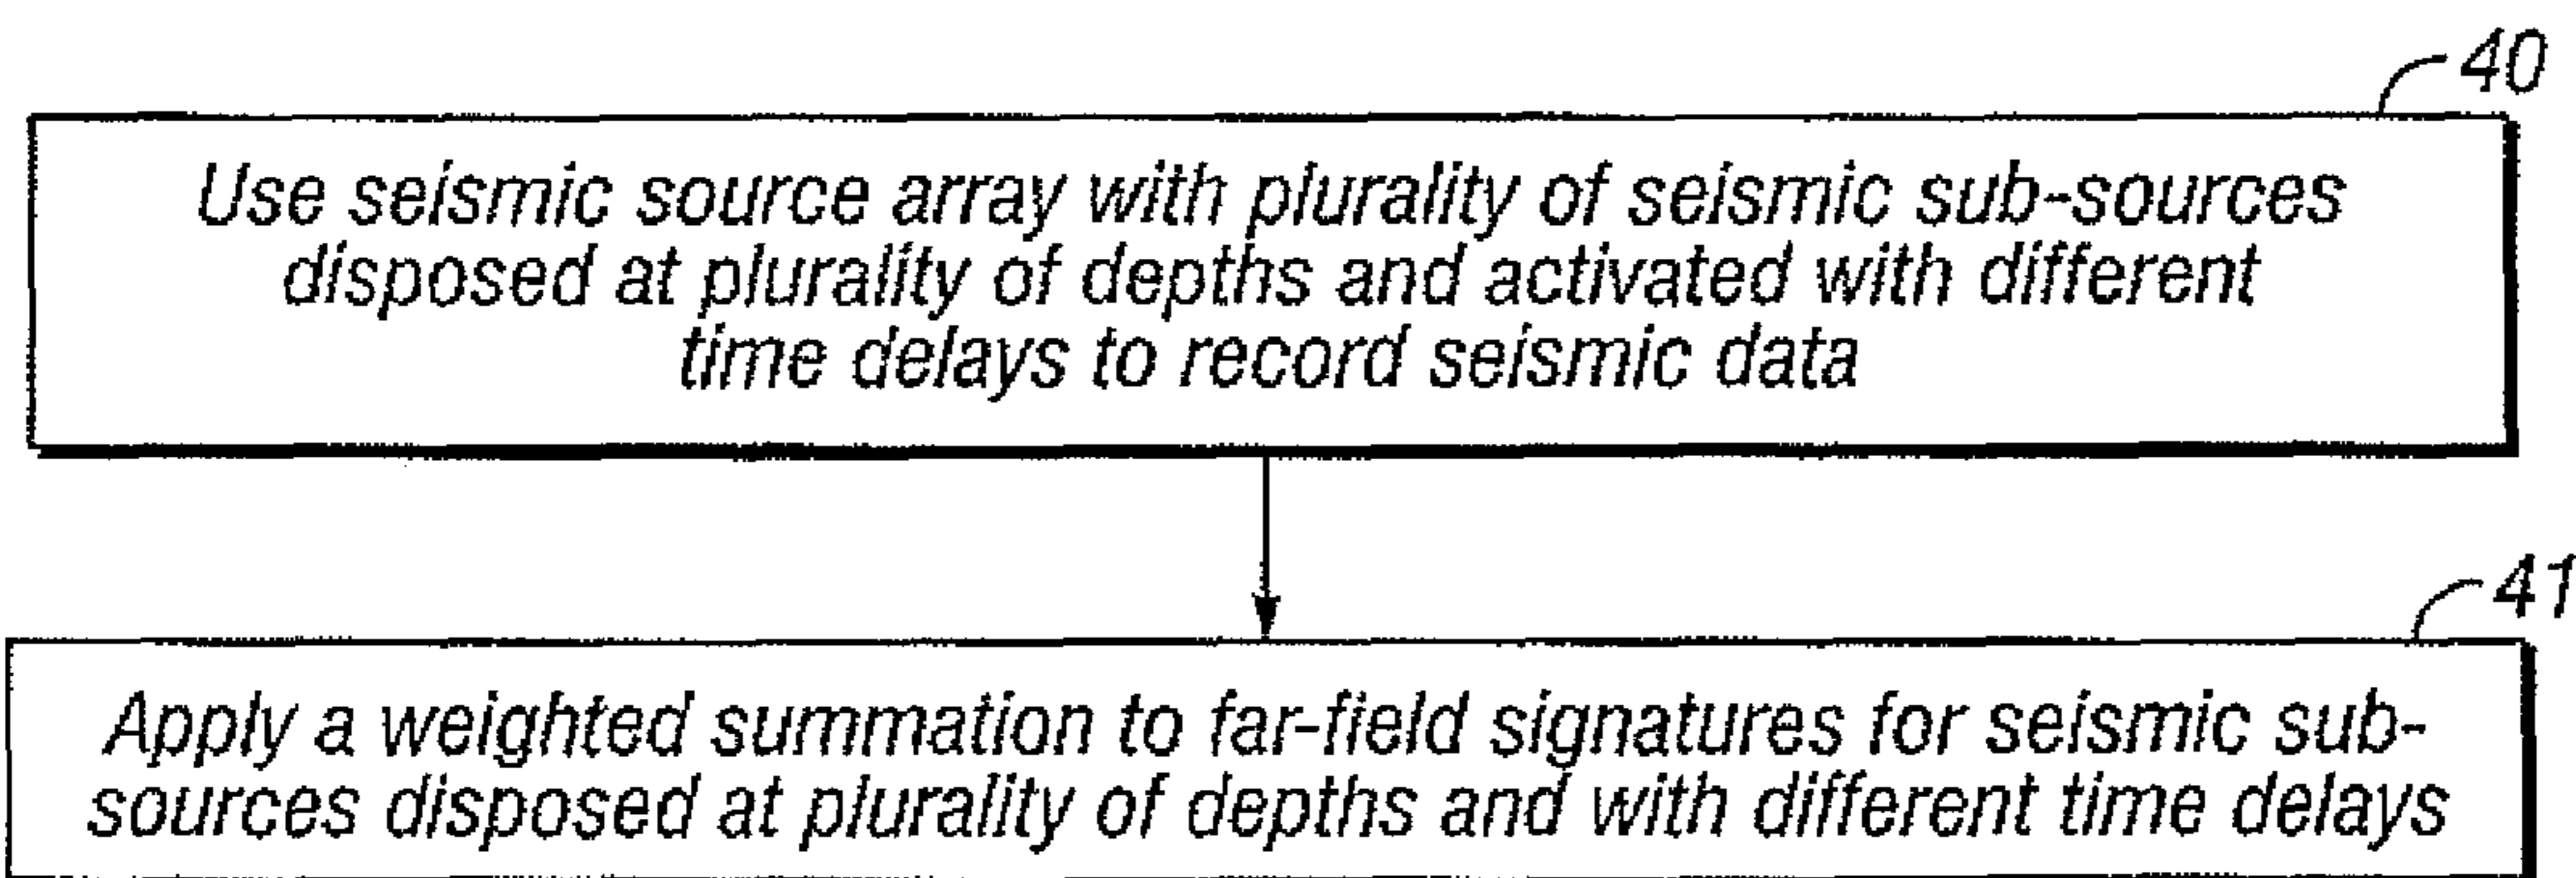 40
Use seismic source array with plurality of seismic sub-sources
disposed at plurality of depths and activated with different
time delays to record seismic data
41
Apply a weighted summation to far-field signatures for seismic sub-
sources disposed at plurality of depths and with different time delays